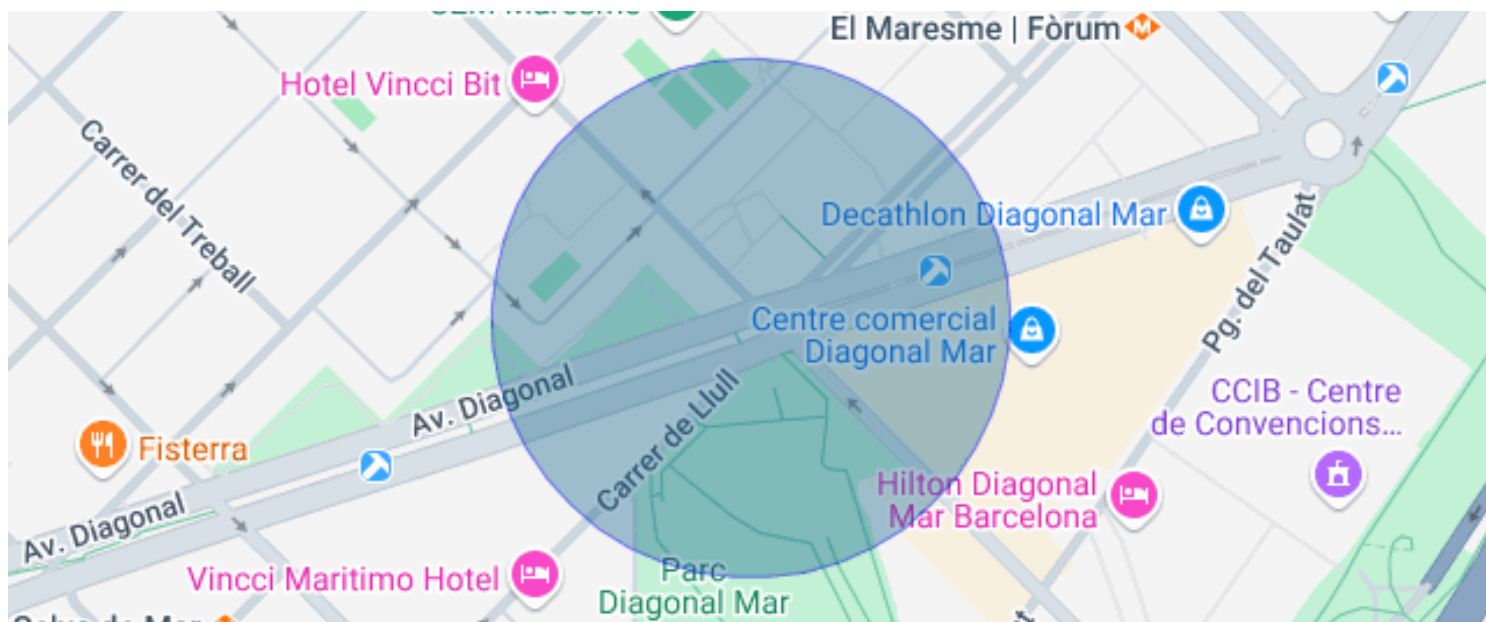 El Maresme | Fòrum
M
Hotel Vincci Bit
Carrer del Treball
Decathlon Diagonal Mar
Pg. del Taulat
Centre comercial
Diagonal Mar
CCIB - Centre
de Convencions...
Av. Diagonal
Fisterra
Carrer de Llull
Hilton Diagonal
Mar Barcelona
Av. Diagonal
Vincci Maritimo Hotel
Parc
Diagonal Mar